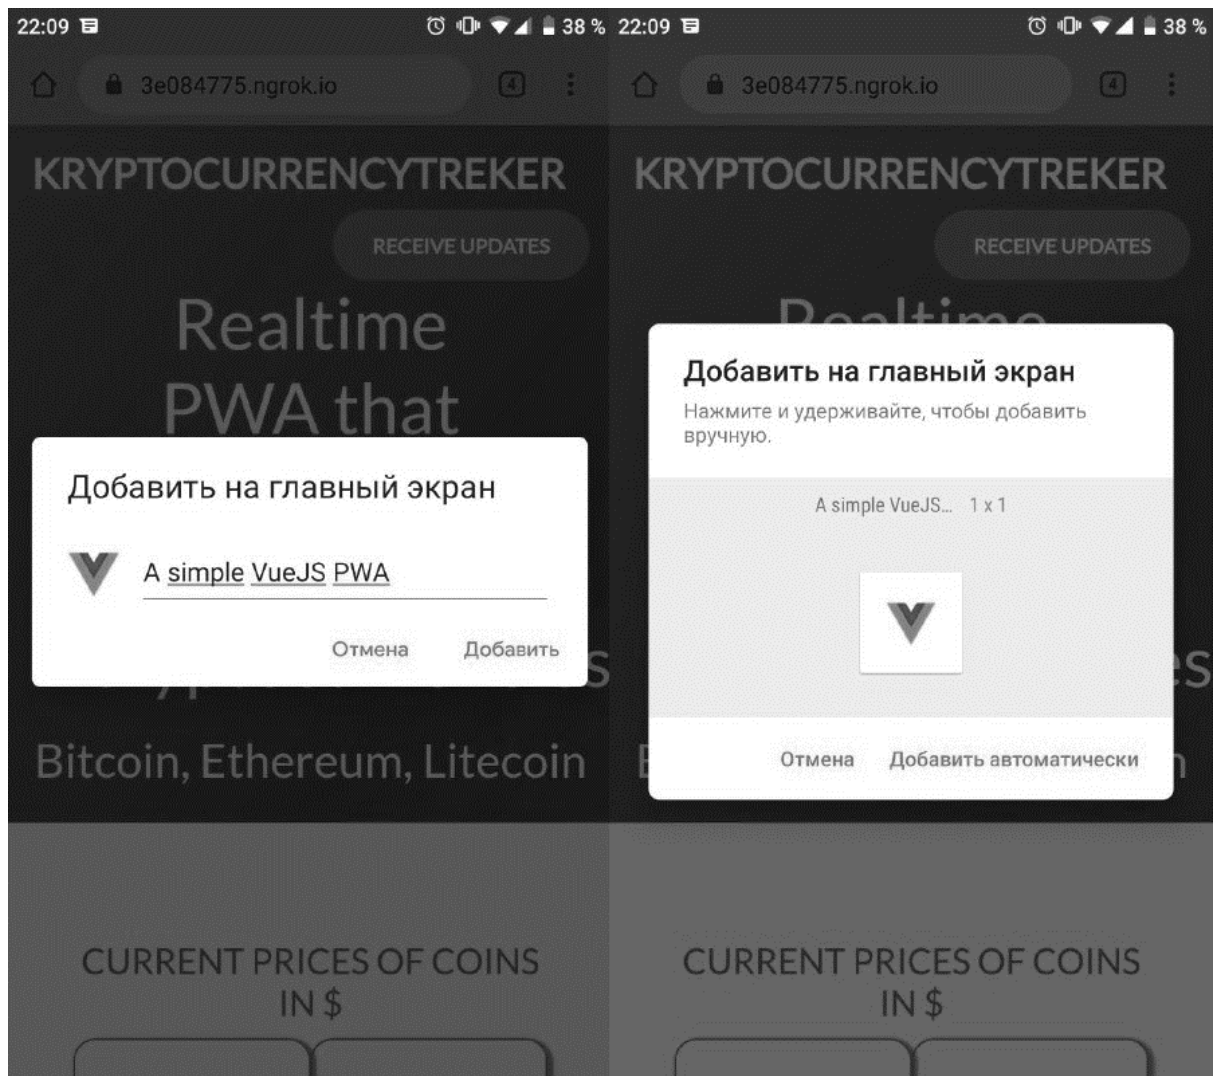 22:09
38 %
3e084775.ngrok.io
4
KRYPTOCURRENCYTREKER
RECEIVE UPDATES
Realtime
PWA that
Добавить на главный экран
A simple VueJS PWA
Отмена
Добавить
Bitcoin, Ethereum, Litecoin
CURRENT PRICES OF COINS
IN $
22:09
38 %
3e084775.ngrok.io
4
KRYPTOCURRENCYTREKER
RECEIVE UPDATES
Realtime
Добавить на главный экран
Нажмите и удерживайте, чтобы добавить
вручную.
A simple VueJS... 1 x 1
Отмена
Добавить автоматически
CURRENT PRICES OF COINS
IN $